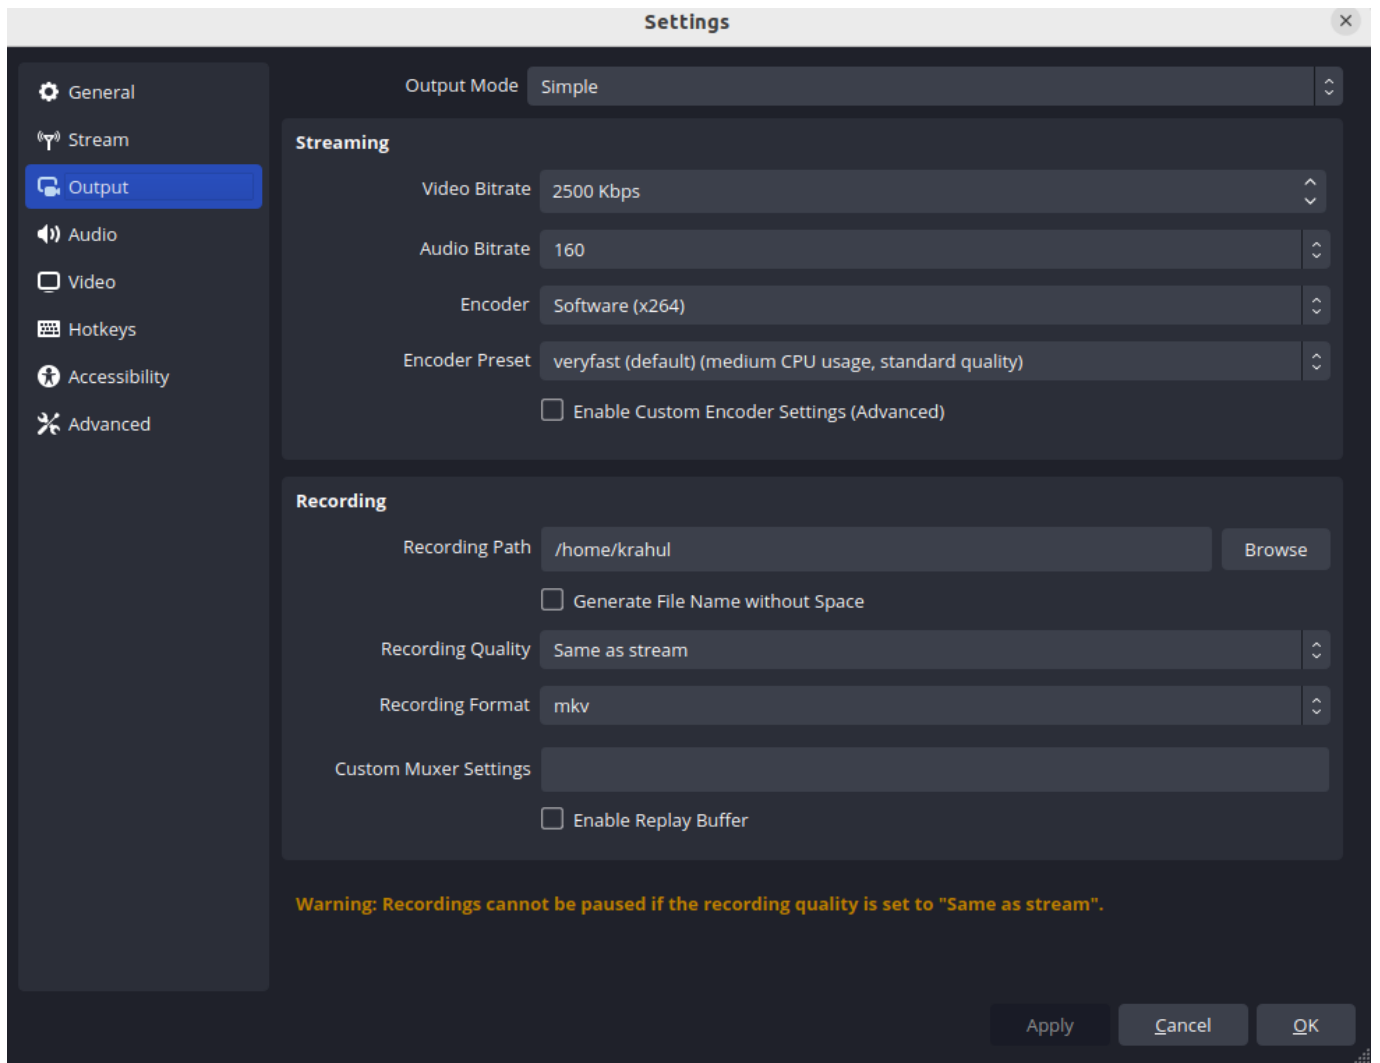 Settings
General
Stream
Output
Audio
Video
Hotkeys
Accessibility
Advanced
Output Mode Simple
Streaming
Video Bitrate 2500 Kbps
Audio Bitrate 160
Encoder Software (x264)
Encoder Preset veryfast (default) (medium CPU usage, standard quality)
Enable Custom Encoder Settings (Advanced)
Recording
Recording Path /home/krahul Browse
Generate File Name without Space
Recording Quality Same as stream
Recording Format mkv
Custom Muxer Settings
Enable Replay Buffer
Warning: Recordings cannot be paused if the recording quality is set to "Same as stream".
Apply Cancel OK